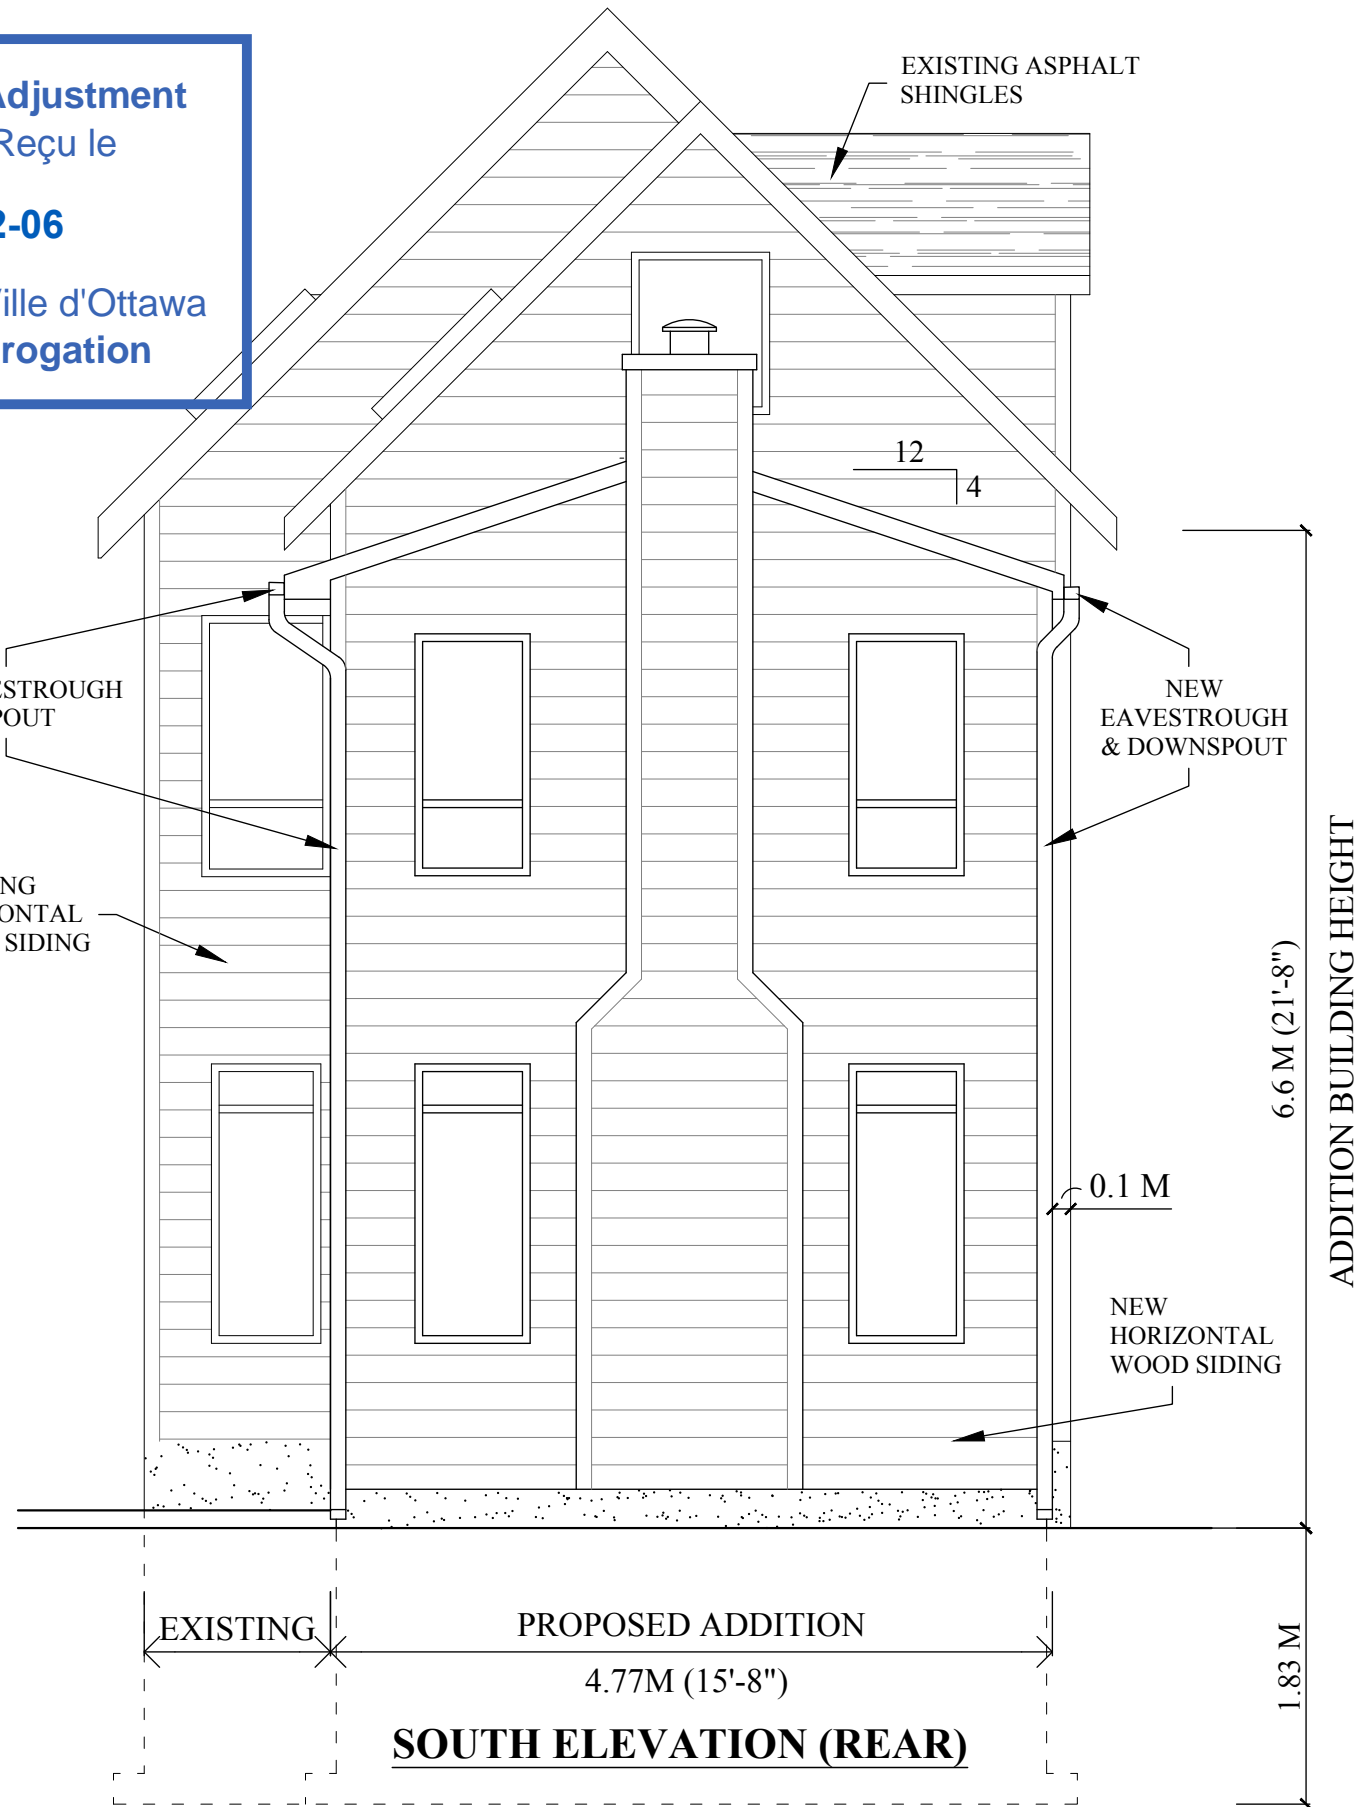 Adjustment
Reçu le
2-06
Ville d'Ottawa
rogation
EXISTING ASPHALT
SHINGLES
12
4
ESTROUGH
POUT
NEW
EAVESTROUGH
& DOWNSPOUT
NG
ONTAL
SIDING
6.6 M (21'-8")
ADDITION BUILDING HEIGHT
0.1 M
NEW
HORIZONTAL
WOOD SIDING
EXISTING
PROPOSED ADDITION
4.77M (15'-8")
1.83 M
SOUTH ELEVATION (REAR)